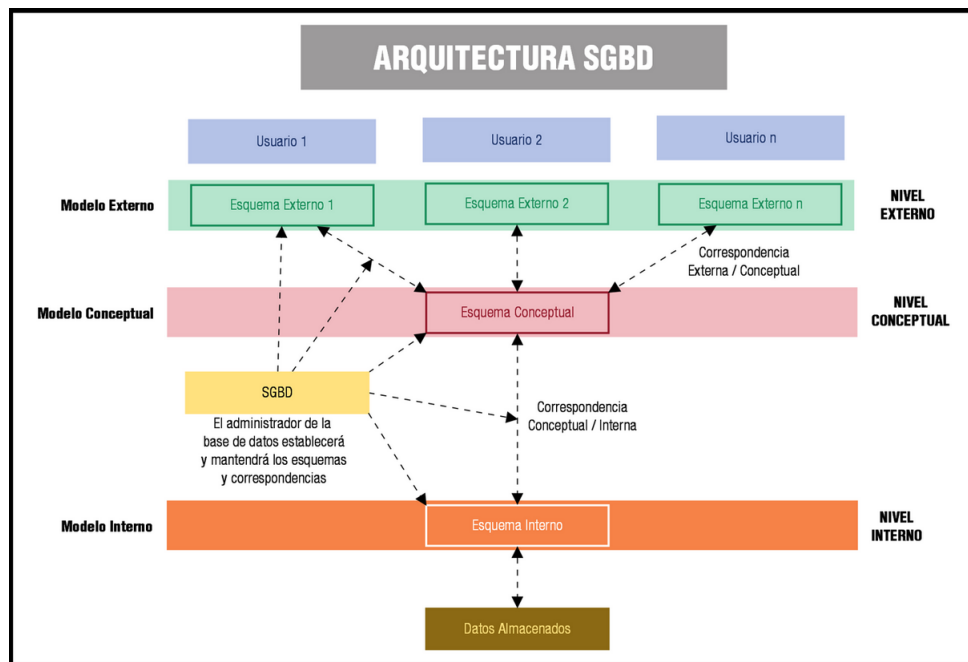 ARQUITECTURA SGBD
Usuario 1
Usuario 2
Usuario n
Modelo Externo
Esquema Externo 1
Esquema Externo 2
Esquema Externo n
NIVEL
EXTERNO
Correspondencia
Externa / Conceptual
Modelo Conceptual
Esquema Conceptual
NIVEL
CONCEPTUAL
SGBD
El administrador de la
base de datos establecerá
y mantendrá los esquemas
y correspondencias
Correspondencia
Conceptual / Interna
Modelo Interno
Esquema Interno
NIVEL
INTERNO
Datos Almacenados